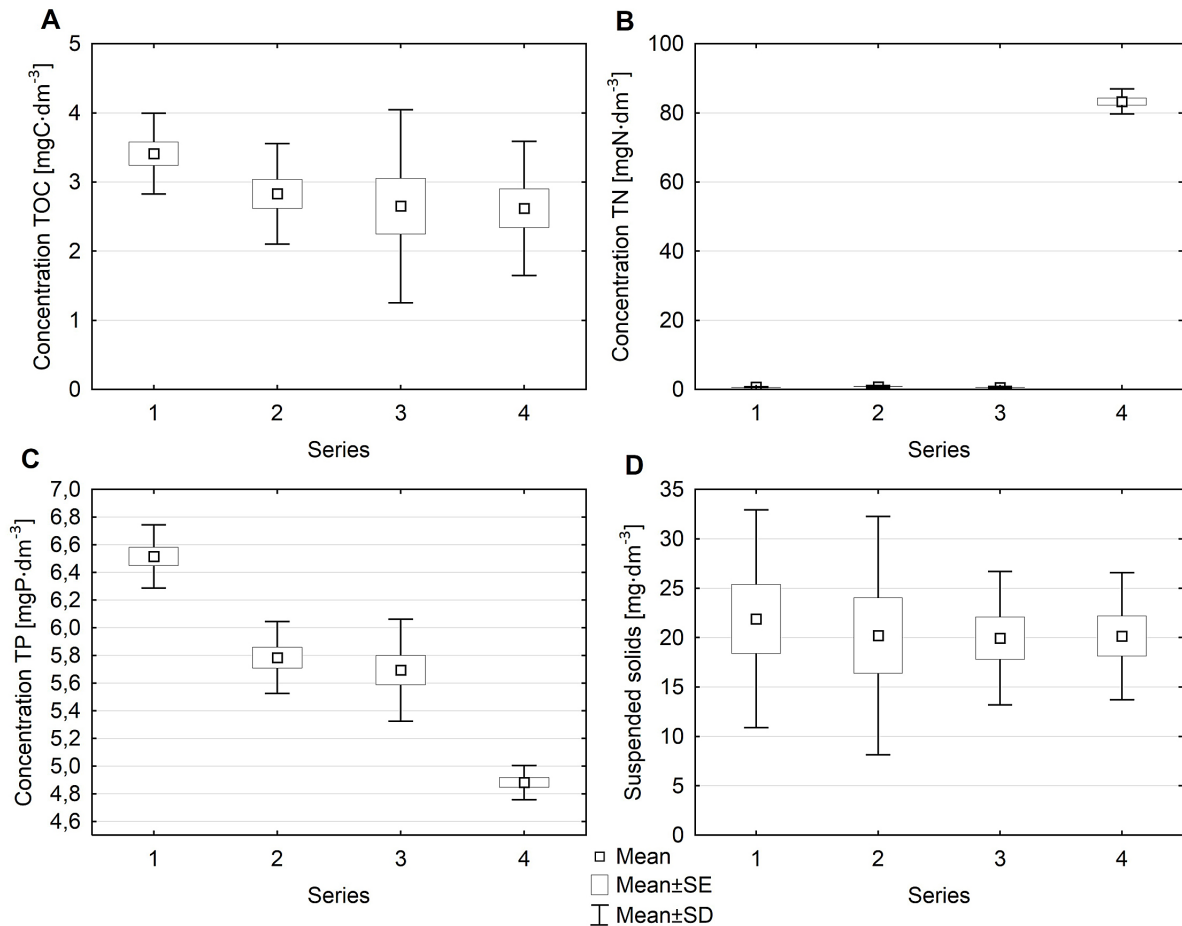 A
Concentration TOC [mgC·dm-3]
5
4
3
2
1
0
1 2 3 4
Series
B
Concentration TN [mgN·dm-3]
100
80
60
40
20
0
1 2 3 4
Series
C
Concentration TP [mgP·dm-3]
7,0
6,8
6,6
6,4
6,2
6,0
5,8
5,6
5,4
5,2
5,0
4,8
4,6
1 2 3 4
Series
D
Suspended solids [mg·dm-3]
35
30
25
20
15
10
5
0
1 2 3 4
Series
Mean
Mean±SE
Mean±SD